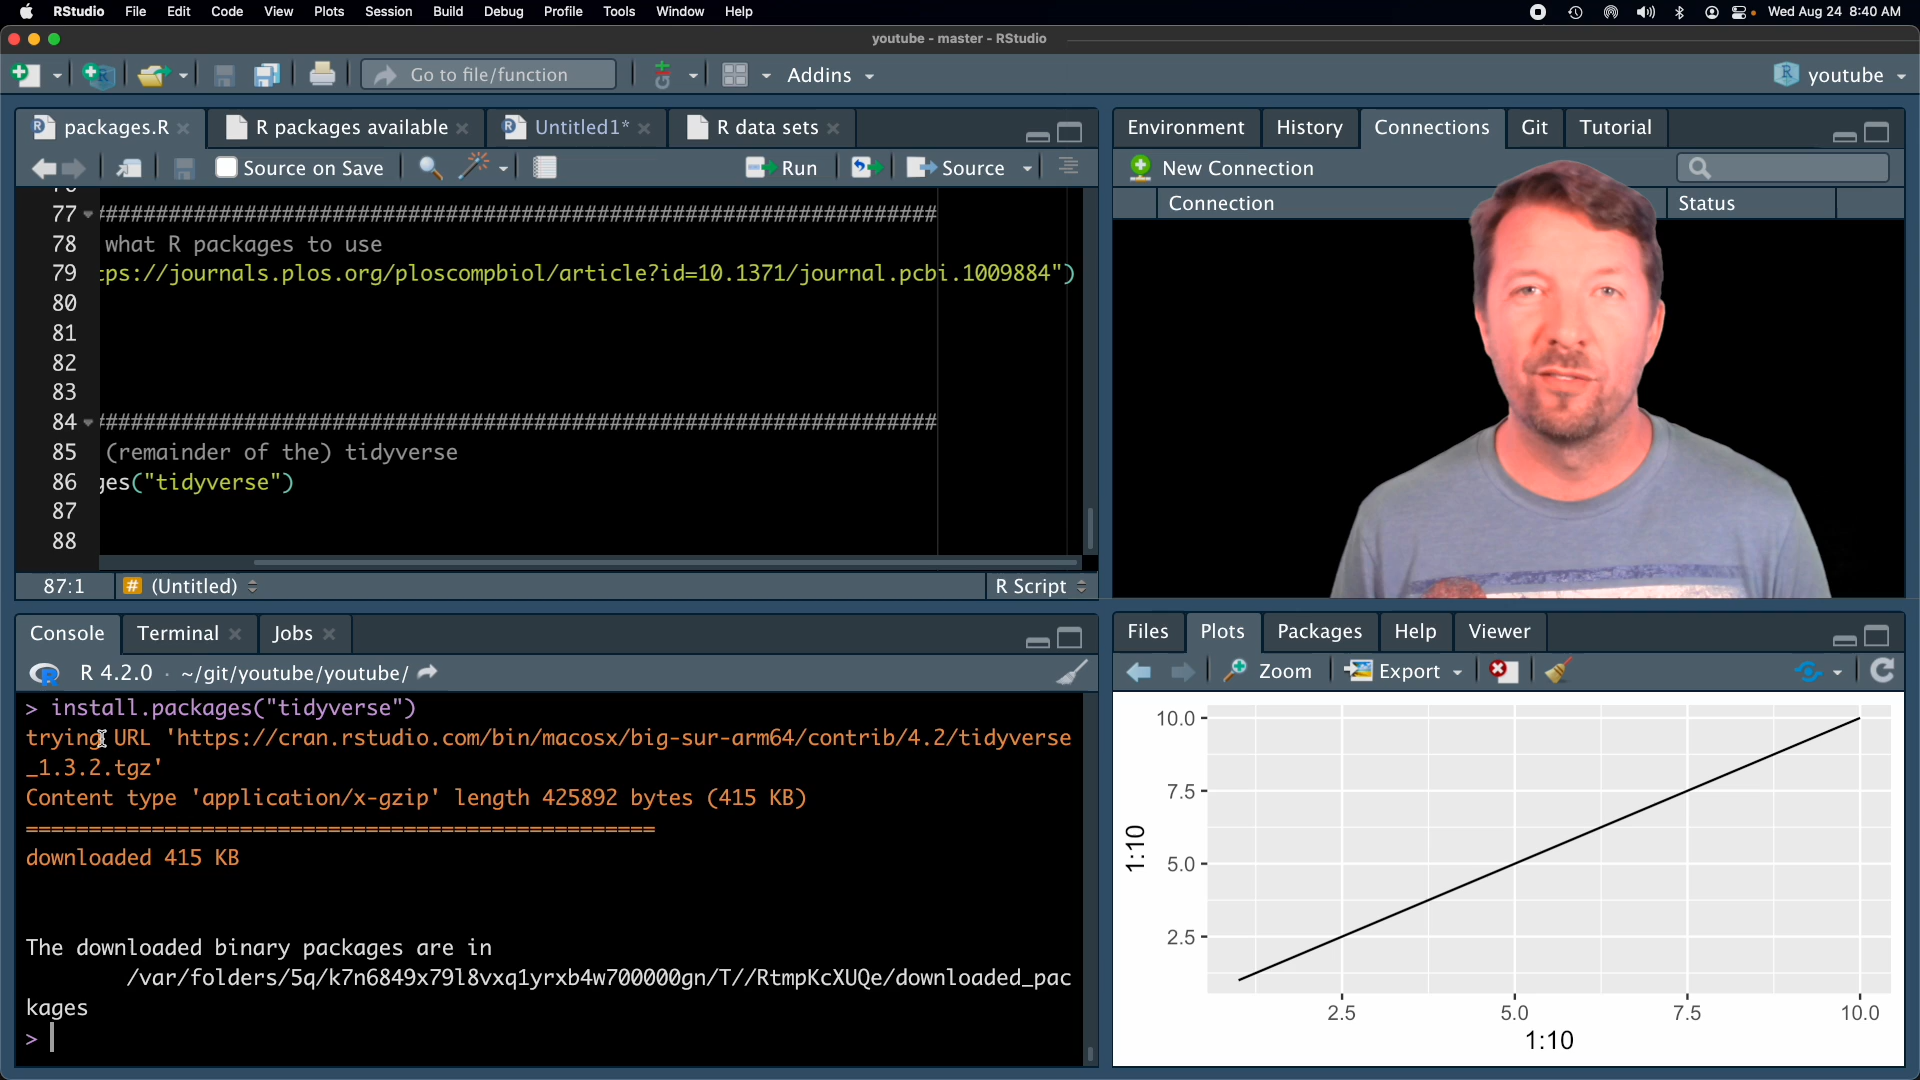 RStudio File Edit Code View Plots Session Build Debug Profile Tools Window Help Wed Aug 24 8:40 AM
youtube - master - RStudio
Go to file/function Addins youtube
packages.R R packages available Untitled1* R data sets
Source on Save Run Source
77 ###################################################################
78 what R packages to use
79 tps://journals.plos.org/ploscompbiol/article?id=10.1371/journal.pcbi.1009884")
80
81
82
83
84 ###################################################################
85 (remainder of the) tidyverse
86 ges("tidyverse")
87
88
87:1 # (Untitled) R Script
Environment History Connections Git Tutorial
New Connection
Connection Status
Console Terminal Jobs
R 4.2.0 · ~/git/youtube/youtube/
> install.packages("tidyverse")
trying URL 'https://cran.rstudio.com/bin/macosx/big-sur-arm64/contrib/4.2/tidyverse
_1.3.2.tgz'
Content type 'application/x-gzip' length 425892 bytes (415 KB)
==================================================
downloaded 415 KB
The downloaded binary packages are in
/var/folders/5q/k7n6849x79l8vxq1yrxb4w700000gn/T//RtmpKcXUQe/downloaded_pac
kages
>
Files Plots Packages Help Viewer
Zoom Export
10.0
7.5
5.0
2.5
1:10
2.5 5.0 7.5 10.0
1:10